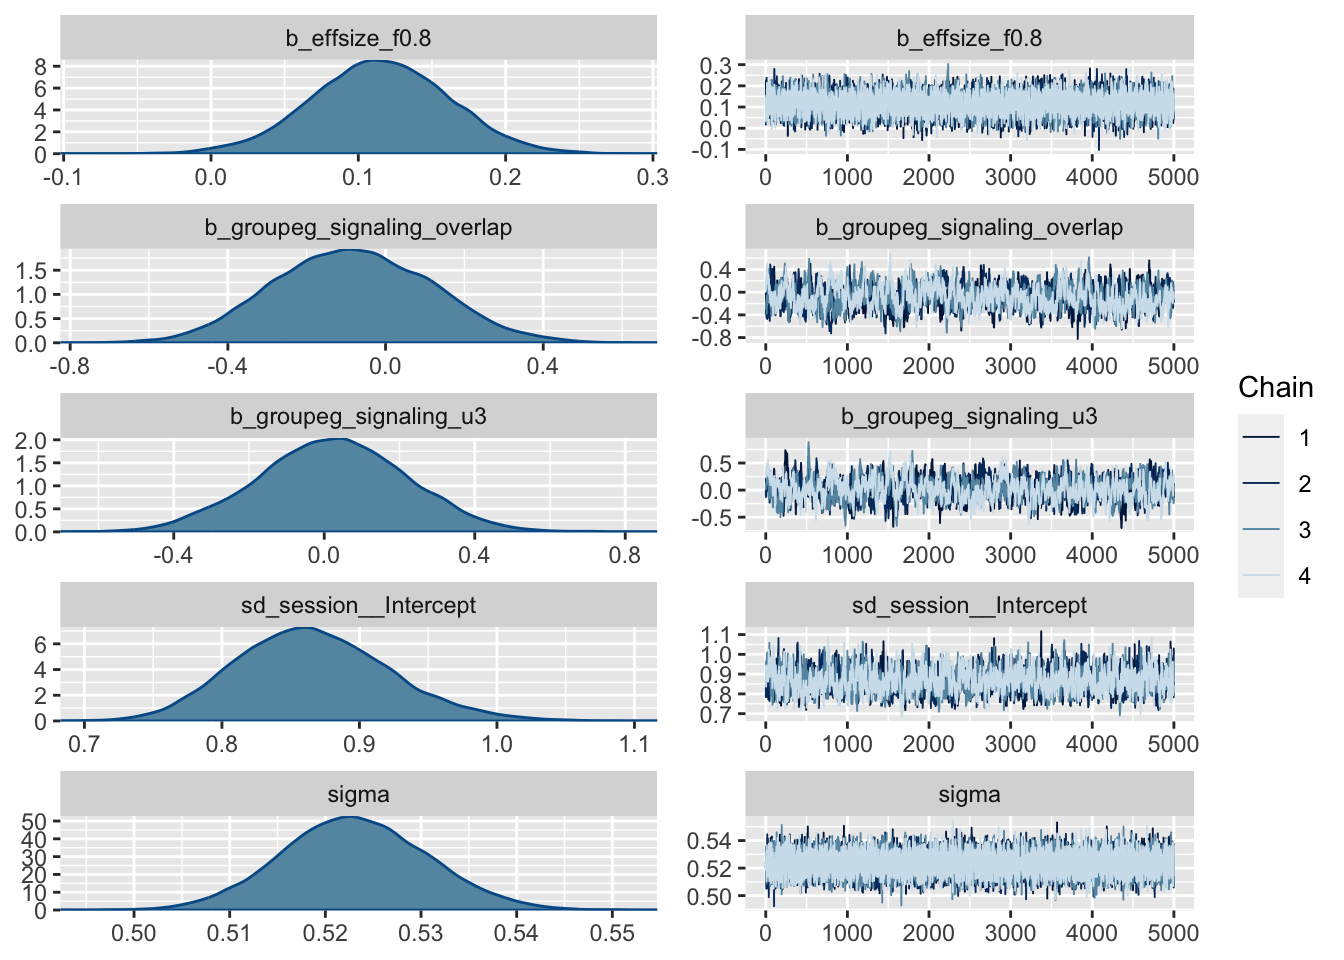 b_effsize_f0.8
8
6
4
2
0
-0.1 0.0 0.1 0.2 0.3
b_effsize_f0.8
0.3
0.2
0.1
0.0
-0.1
0 1000 2000 3000 4000 5000
b_groupeg_signaling_overlap
1.5
1.0
0.5
0.0
-0.8 -0.4 0.0 0.4
b_groupeg_signaling_overlap
0.4
0.0
-0.4
-0.8
0 1000 2000 3000 4000 5000
b_groupeg_signaling_u3
2.0
1.5
1.0
0.5
0.0
-0.4 0.0 0.4 0.8
b_groupeg_signaling_u3
0.5
0.0
-0.5
0 1000 2000 3000 4000 5000
sd_session__Intercept
6
4
2
0
0.7 0.8 0.9 1.0 1.1
sd_session__Intercept
1.1
1.0
0.9
0.8
0.7
0 1000 2000 3000 4000 5000
sigma
50
40
30
20
10
0
0.50 0.51 0.52 0.53 0.54 0.55
sigma
0.54
0.52
0.50
0 1000 2000 3000 4000 5000
Chain
1
2
3
4